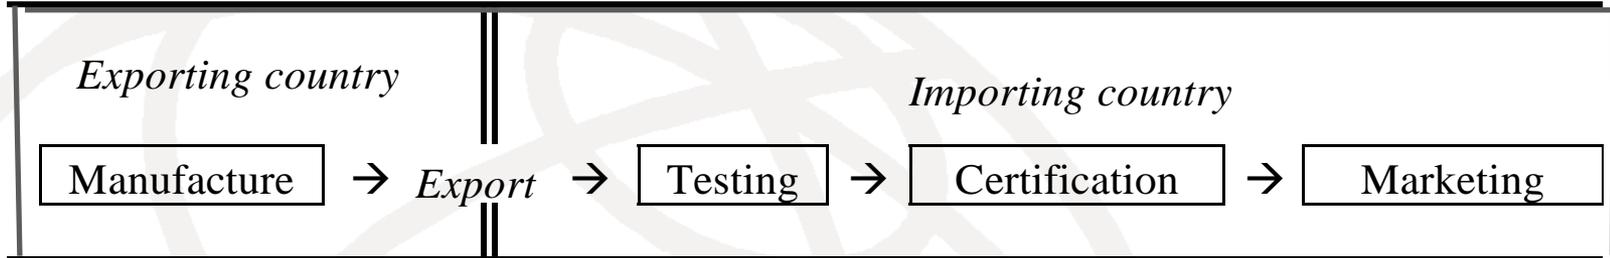 Exporting country
Importing country
Manufacture → Export → Testing → Certification → Marketing